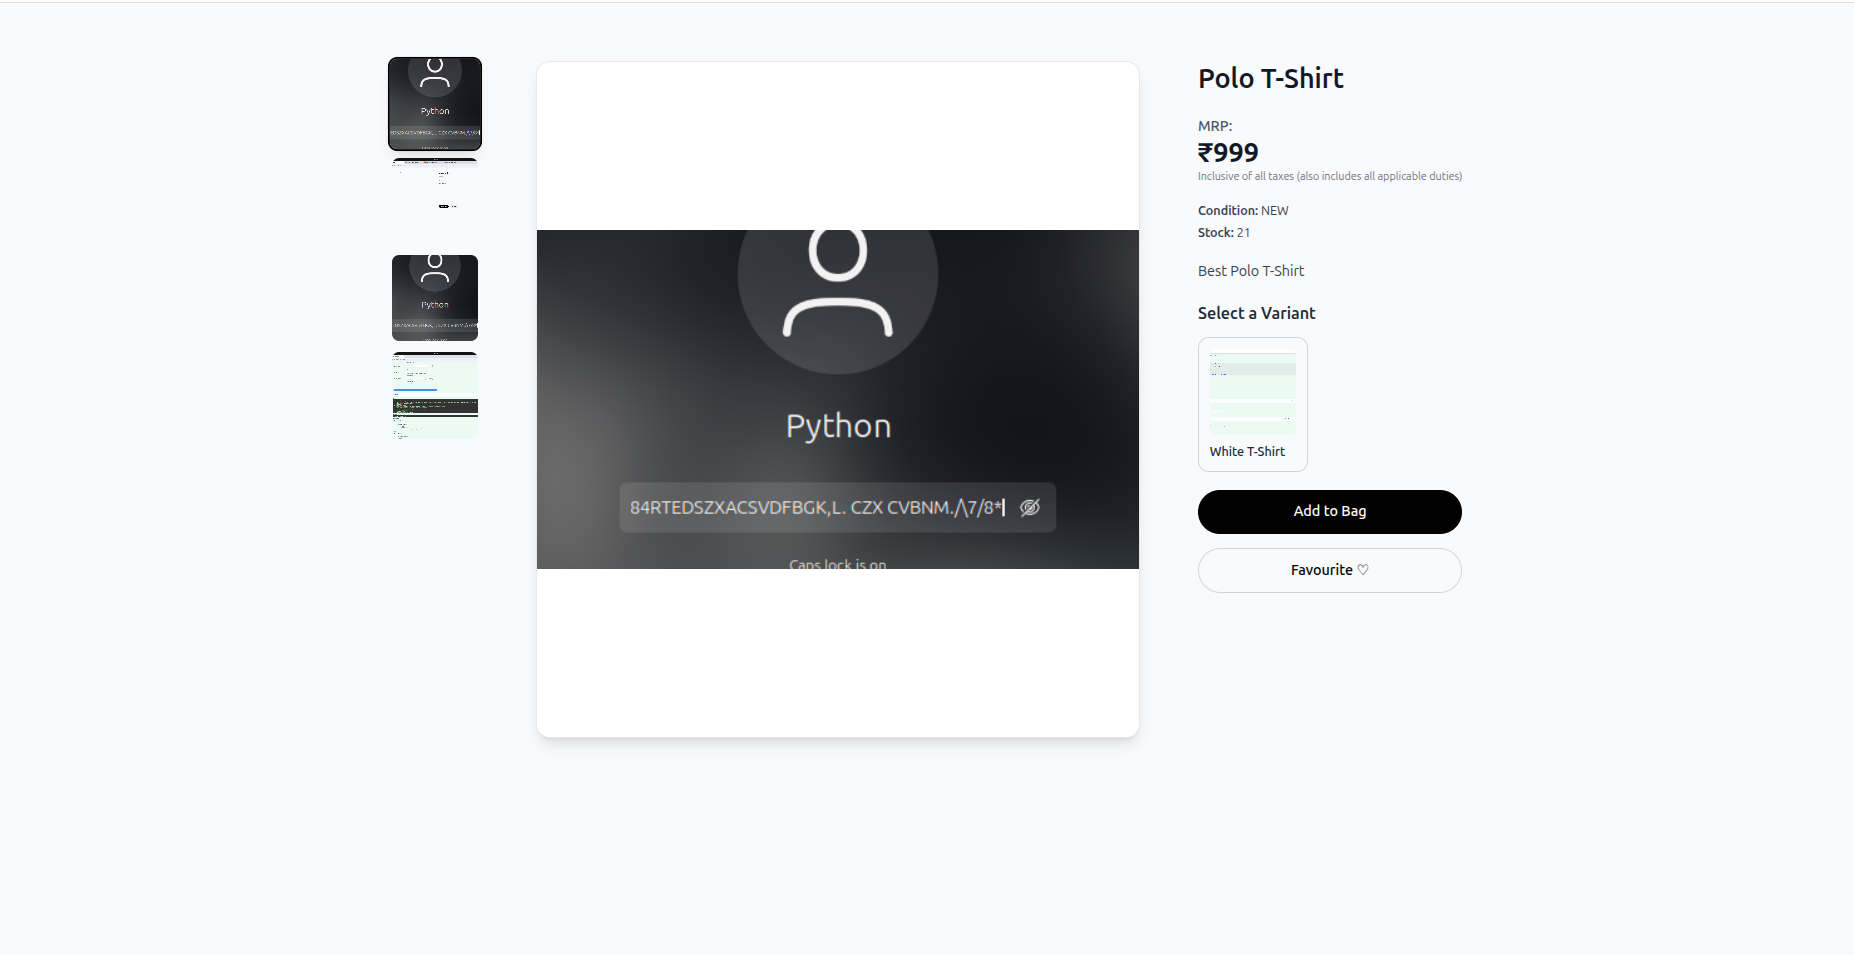 Python
Python
Python
84RTEDSZXACSVDFBGK,L. CZX CVBNM./\7/8*
Caps lock is on
Polo T-Shirt
MRP:
₹999
Inclusive of all taxes (also includes all applicable duties)
Condition: NEW
Stock: 21
Best Polo T-Shirt
Select a Variant
White T-Shirt
Add to Bag
Favourite ♡